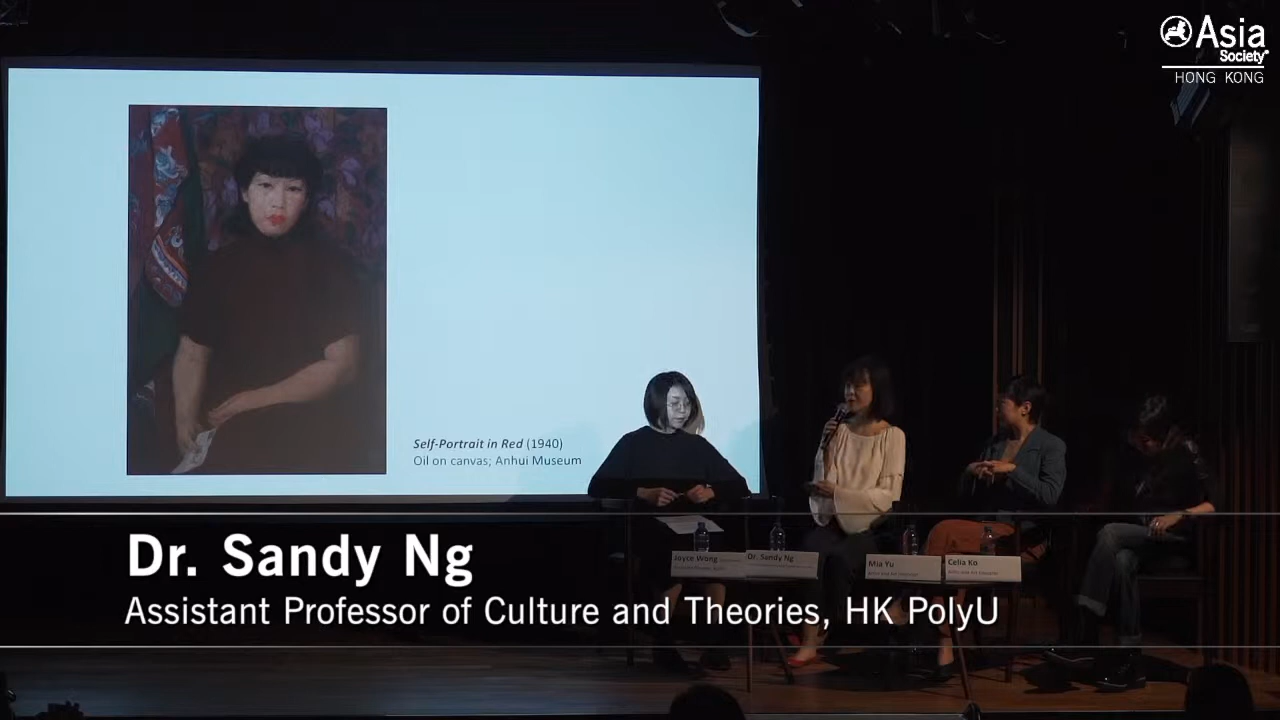 Asia
Society
HONG KONG
Self-Portrait in Red (1940)
Oil on canvas; Anhui Museum
Joyce Wong
Dr. Sandy Ng
Mia Yu
Celia Ko
Dr. Sandy Ng
Assistant Professor of Culture and Theories, HK PolyU